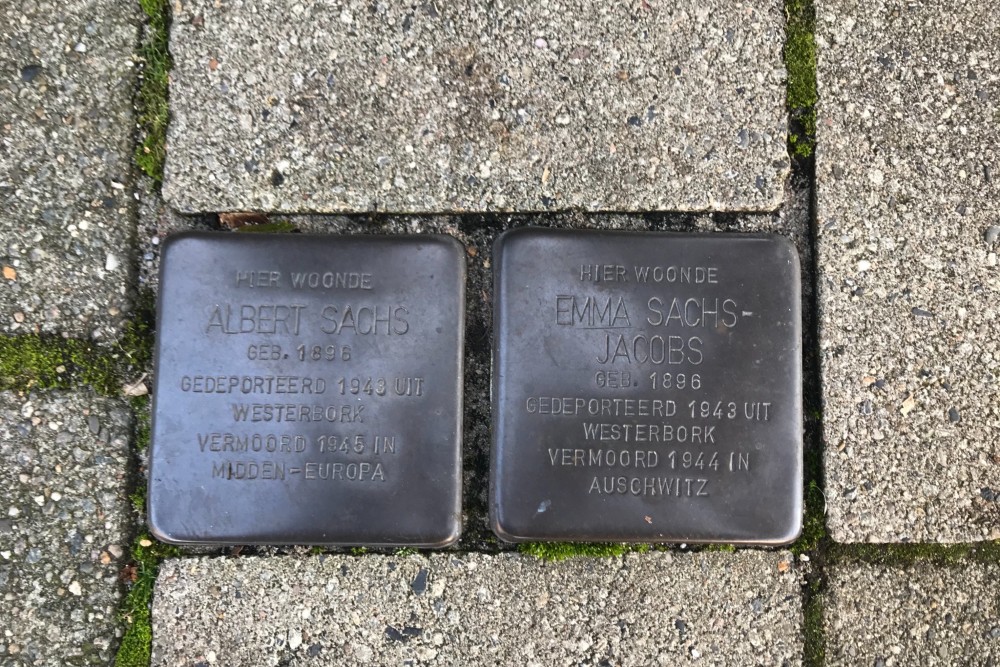 HIER WOONDE
ALBERT SACHS
GEB. 1896
GEDEPORTEERD 1943 UIT
WESTERBORK
VERMOORD 1945 IN
MIDDEN-EUROPA
HIER WOONDE
EMMA SACHS-
JACOBS
GEB. 1896
GEDEPORTEERD 1943 UIT
WESTERBORK
VERMOORD 1944 IN
AUSCHWITZ